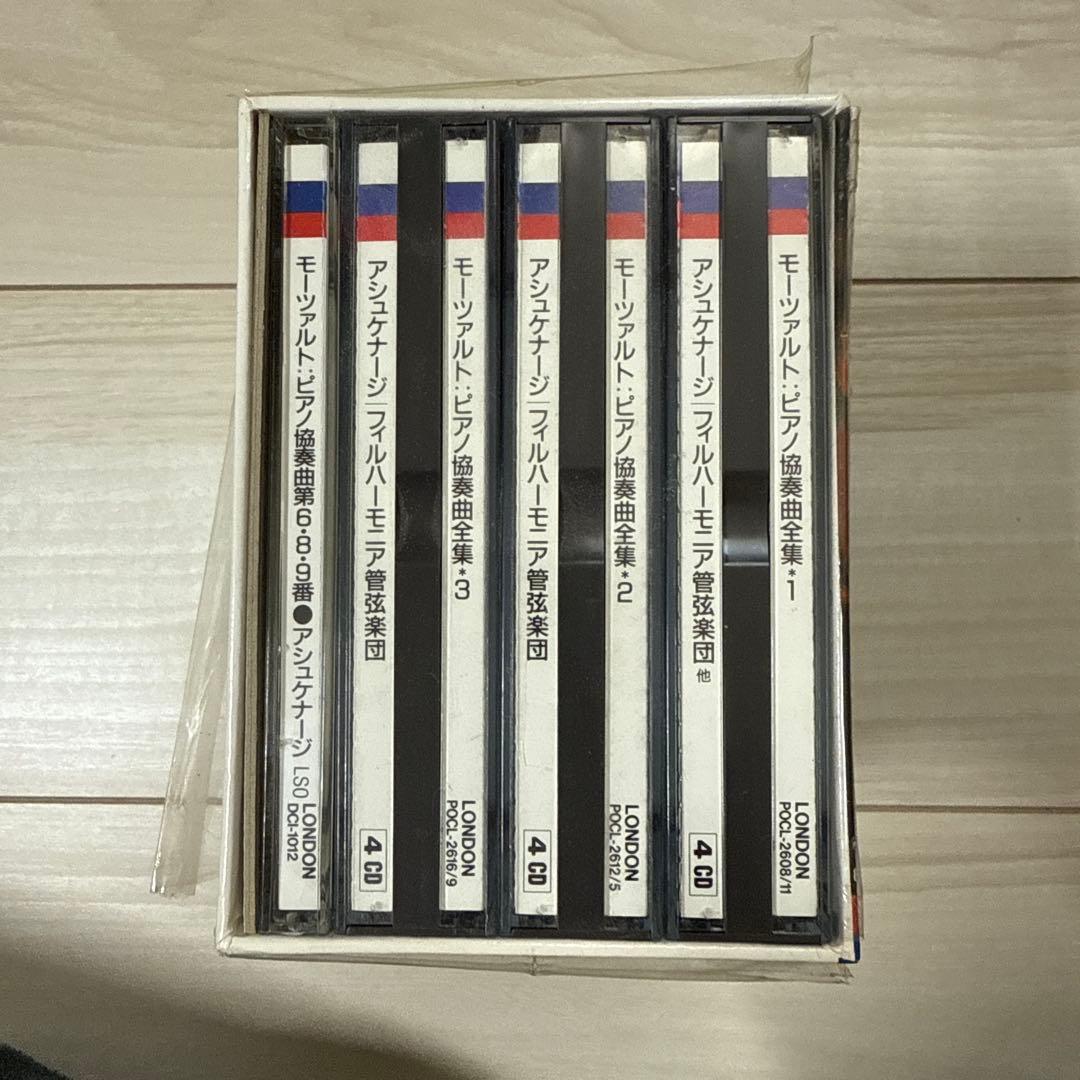 モーツァルト:ピアノ協奏曲全集*1
LONDON
POCL-2608/11
アシュケナージ/フィルハーモニア管弦楽団 他
4 CD
モーツァルト:ピアノ協奏曲全集*2
LONDON
POCL-2612/5
アシュケナージ/フィルハーモニア管弦楽団
4 CD
モーツァルト:ピアノ協奏曲全集*3
LONDON
POCL-2616/9
アシュケナージ/フィルハーモニア管弦楽団
4 CD
モーツァルト:ピアノ協奏曲第6・8・9番●アシュケナージ LSO
LONDON
DCI-1012